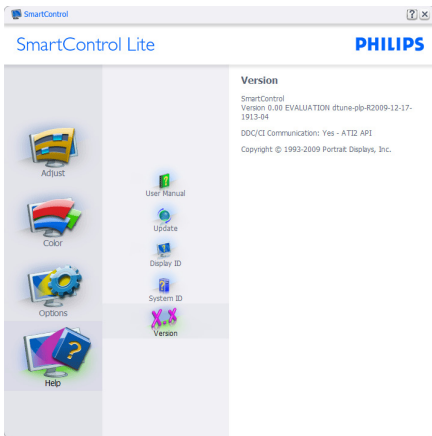 SmartControl
SmartControl Lite
PHILIPS
Adjust
Color
Options
Help
User Manual
Update
Display ID
System ID
X.X
Version
Version
SmartControl
Version 0.00 EVALUATION dtune-plp-R2009-12-17-
1913-04
DDC/CI Communication: Yes - ATI2 API
Copyright © 1993-2009 Portrait Displays, Inc.